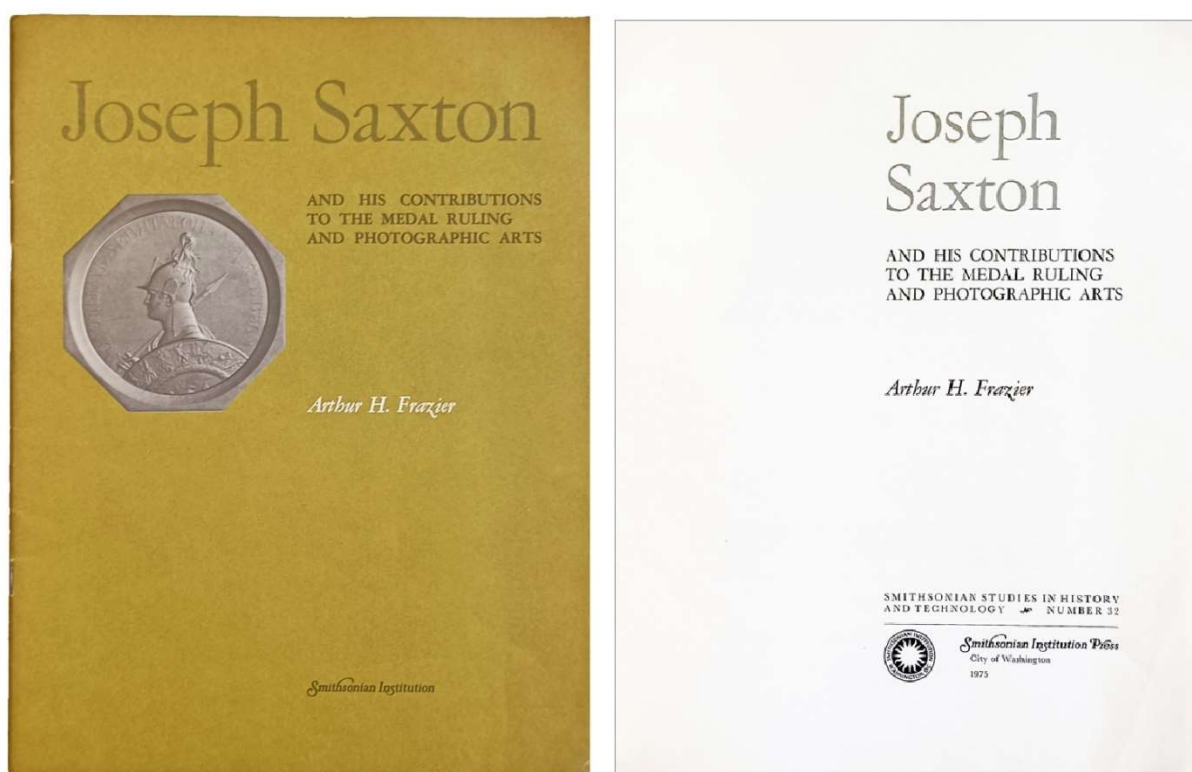 Joseph Saxton
AND HIS CONTRIBUTIONS
TO THE MEDAL RULING
AND PHOTOGRAPHIC ARTS
Arthur H. Frazier
Smithsonian Institution
Joseph
Saxton
AND HIS CONTRIBUTIONS
TO THE MEDAL RULING
AND PHOTOGRAPHIC ARTS
Arthur H. Frazier
SMITHSONIAN STUDIES IN HISTORY
AND TECHNOLOGY NUMBER 32
SMITHSONIAN INSTITUTION
Smithsonian Institution Press
City of Washington
1975